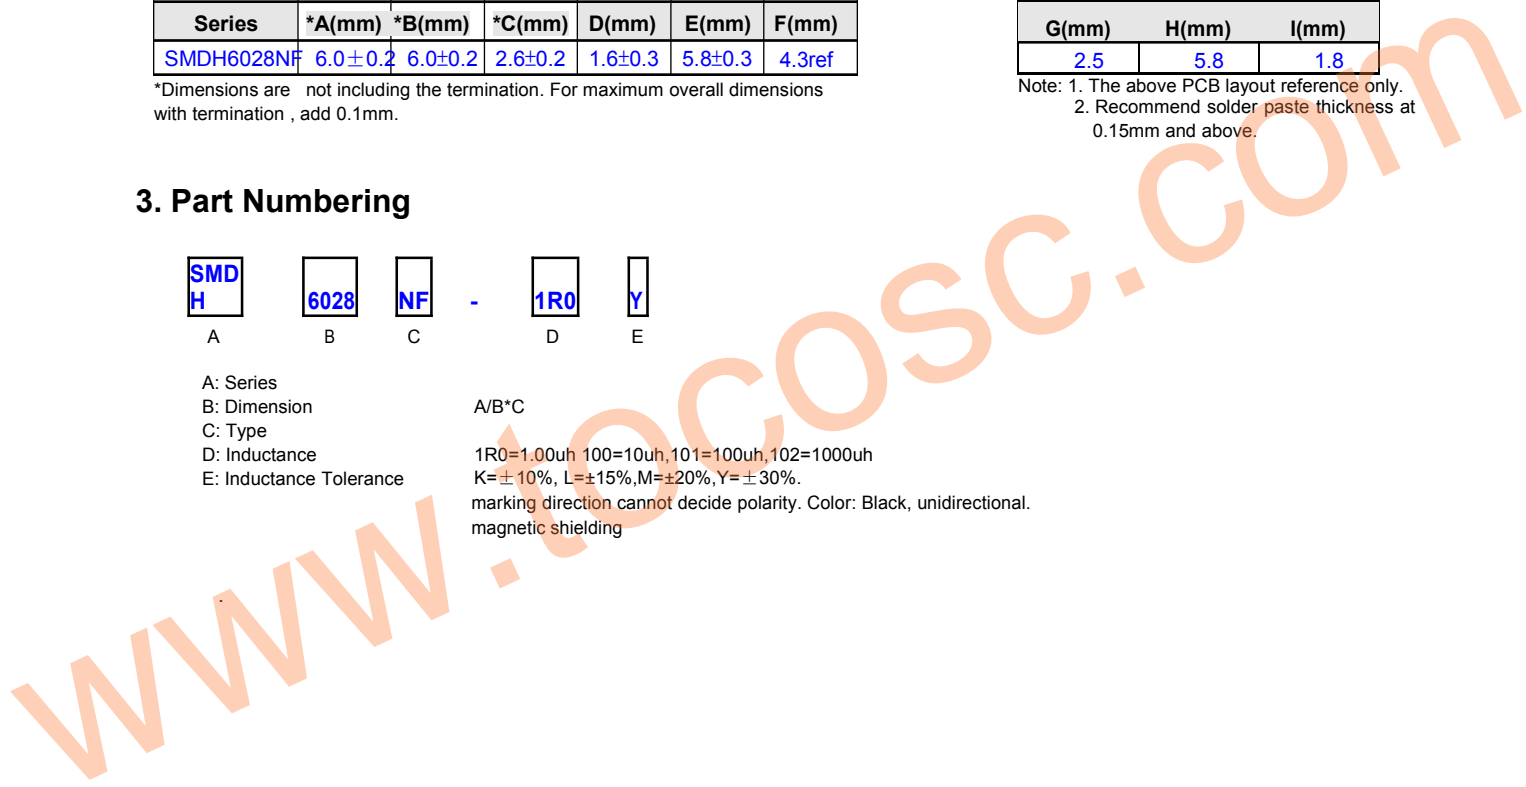 Series *A(mm) *B(mm) *C(mm) D(mm) E(mm) F(mm)
SMDH6028NF 6.0±0.2 6.0±0.2 2.6±0.2 1.6±0.3 5.8±0.3 4.3ref
*Dimensions are not including the termination. For maximum overall dimensions
with termination , add 0.1mm.
G(mm) H(mm) I(mm)
2.5 5.8 1.8
Note: 1. The above PCB layout reference only.
2. Recommend solder paste thickness at
0.15mm and above.
3. Part Numbering
SMD
H 6028 NF - 1R0 Y
A B C D E
A: Series
B: Dimension A/B*C
C: Type
D: Inductance 1R0=1.00uh 100=10uh,101=100uh,102=1000uh
E: Inductance Tolerance K=±10%, L=±15%,M=±20%,Y=±30%.
marking direction cannot decide polarity. Color: Black, unidirectional.
magnetic shielding
www.tocosc.com